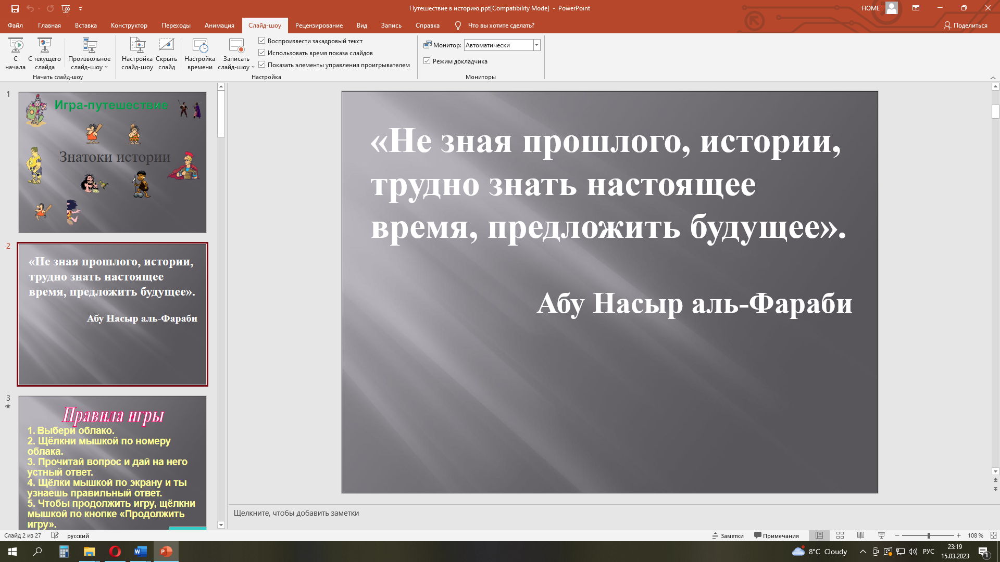 Путешествие в историю.ppt[Compatibility Mode] - PowerPoint
HOME
Файл Главная Вставка Конструктор Переходы Анимация Слайд-шоу Рецензирование Вид Запись Справка Что вы хотите сделать? Поделиться
С начала
С текущего слайда
Произвольное слайд-шоу
Начать слайд-шоу
Настройка слайд-шоу
Скрыть слайд
Настройка времени
Записать слайд-шоу
Воспроизвести закадровый текст
Использовать время показа слайдов
Показать элементы управления проигрывателем
Настройка
Монитор: Автоматически
Режим докладчика
Мониторы
1
Игра-путешествие
Знатоки истории
2
«Не зная прошлого, истории,
трудно знать настоящее
время, предложить будущее».
Абу Насыр аль-Фараби
3
Правила игры
1. Выбери облако.
2. Щёлкни мышкой по номеру
облака.
3. Прочитай вопрос и дай на него
устный ответ.
4. Щёлки мышкой по экрану и ты
узнаешь правильный ответ.
5. Чтобы продолжить игру, щёлкни
мышкой по кнопке «Продолжить
игру».
«Не зная прошлого, истории,
трудно знать настоящее
время, предложить будущее».
Абу Насыр аль-Фараби
Щелкните, чтобы добавить заметки
Слайд 2 из 27 русский Заметки Примечания 108 %
8°C Cloudy РУС 23:19
15.03.2023
1